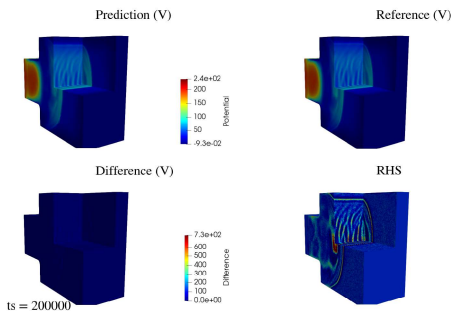 Prediction (V)
Reference (V)
2.4e+02
200
150
100
50
-9.3e-02
Potential
Difference (V)
RHS
7.3e+02
600
500
400
300
200
100
0.0e+00
Difference
ts = 200000